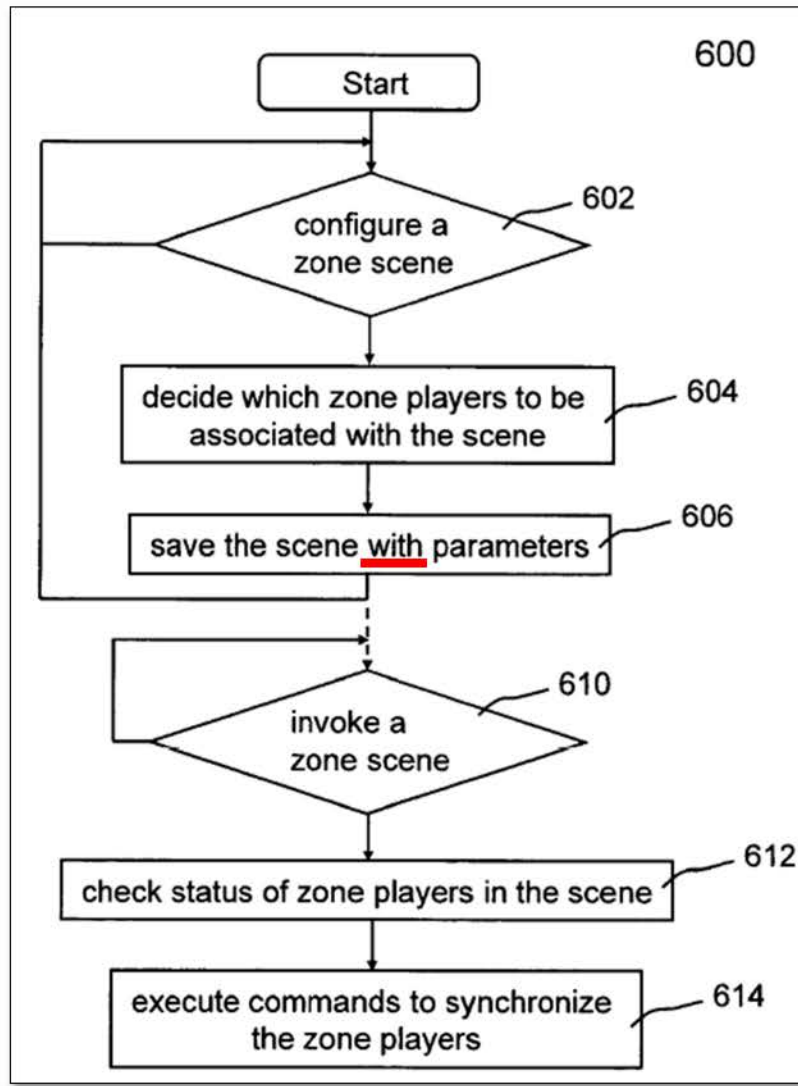 600
Start
602
configure a
zone scene
604
decide which zone players to be
associated with the scene
606
save the scene with parameters
610
invoke a
zone scene
612
check status of zone players in the scene
614
execute commands to synchronize
the zone players